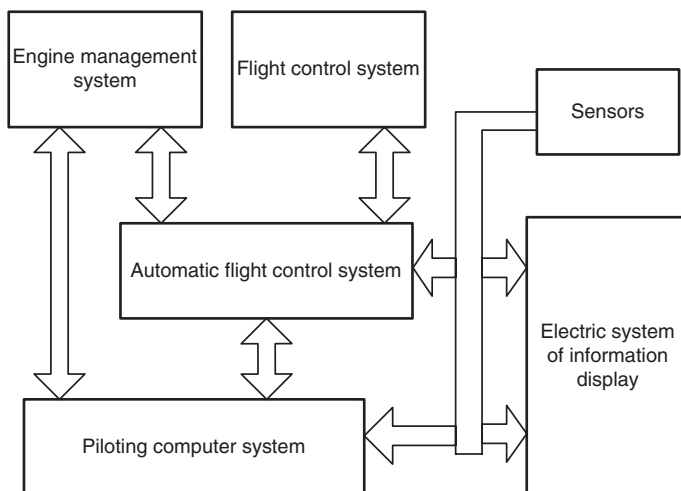 Engine management
system
Flight control system
Sensors
Automatic flight control system
Electric system
of information
display
Piloting computer system